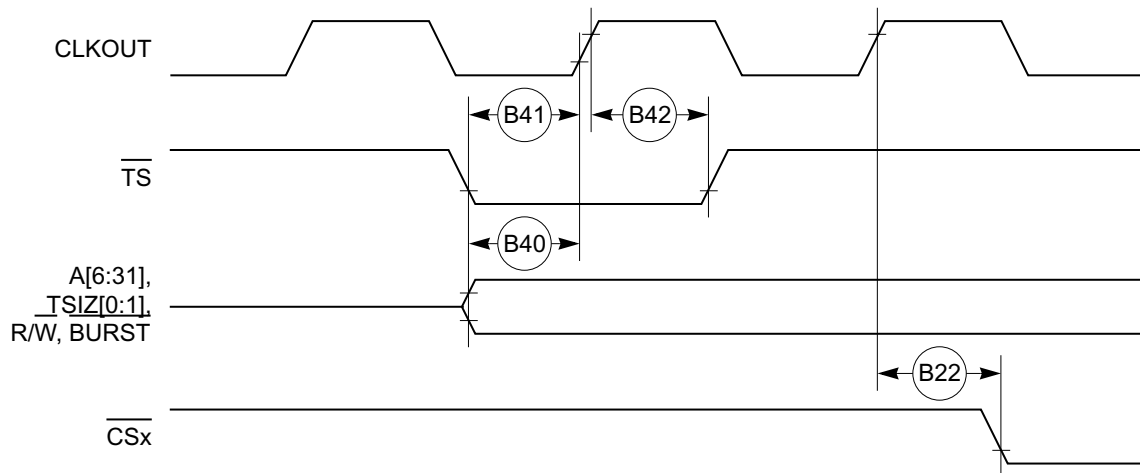 CLKOUT
B41
B42
TS
B40
A[6:31],
TSIZ[0:1],
R/W, BURST
B22
CSx